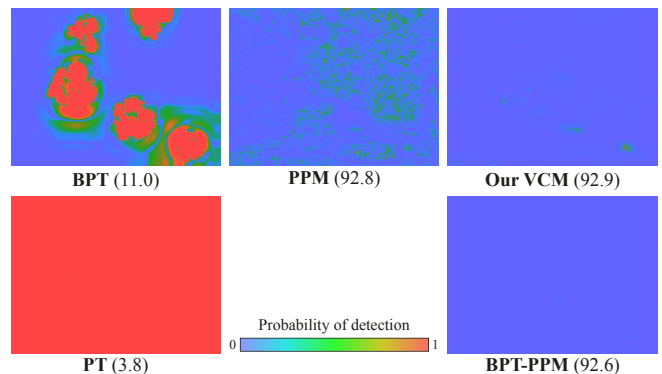 BPT (11.0)
PPM (92.8)
Our VCM (92.9)
Probability of detection
0
1
PT (3.8)
BPT-PPM (92.6)